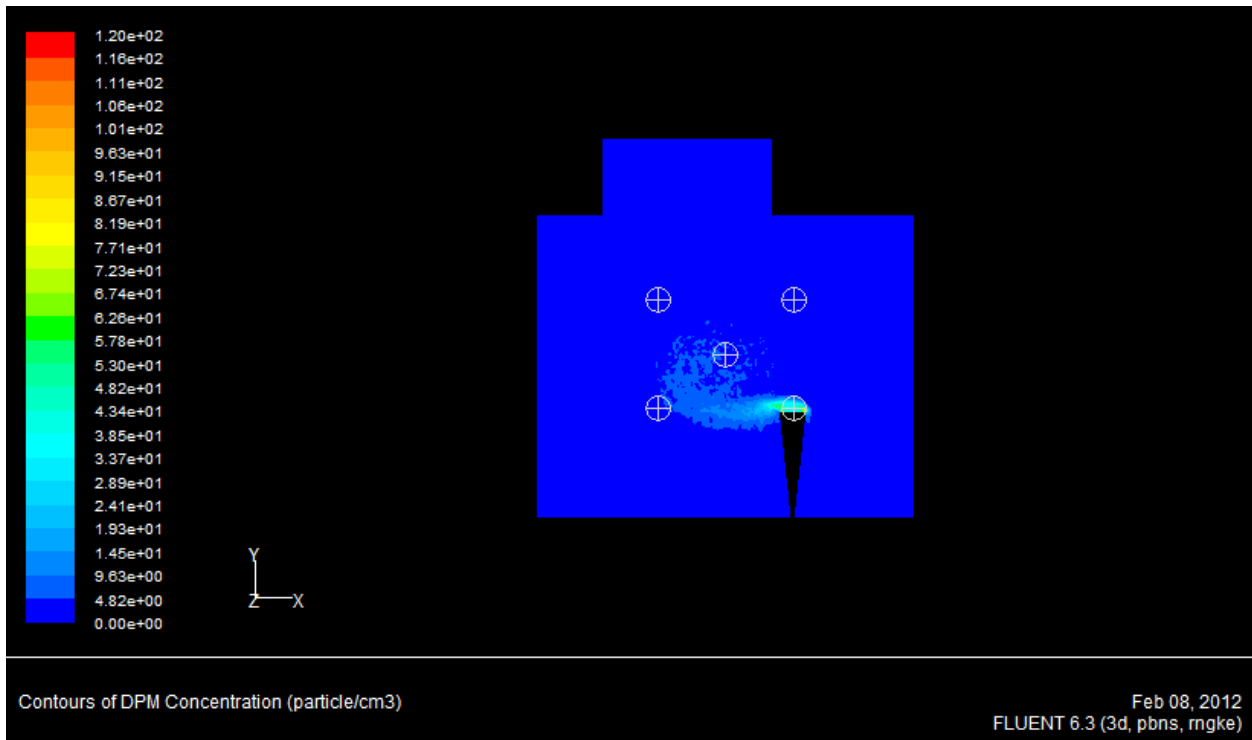 1.20e+02
1.16e+02
1.11e+02
1.06e+02
1.01e+02
9.63e+01
9.15e+01
8.67e+01
8.19e+01
7.71e+01
7.23e+01
6.74e+01
6.26e+01
5.78e+01
5.30e+01
4.82e+01
4.34e+01
3.85e+01
3.37e+01
2.89e+01
2.41e+01
1.93e+01
1.45e+01
9.63e+00
4.82e+00
0.00e+00
Y
Z X
Contours of DPM Concentration (particle/cm3)
Feb 08, 2012
FLUENT 6.3 (3d, pbns, rngke)